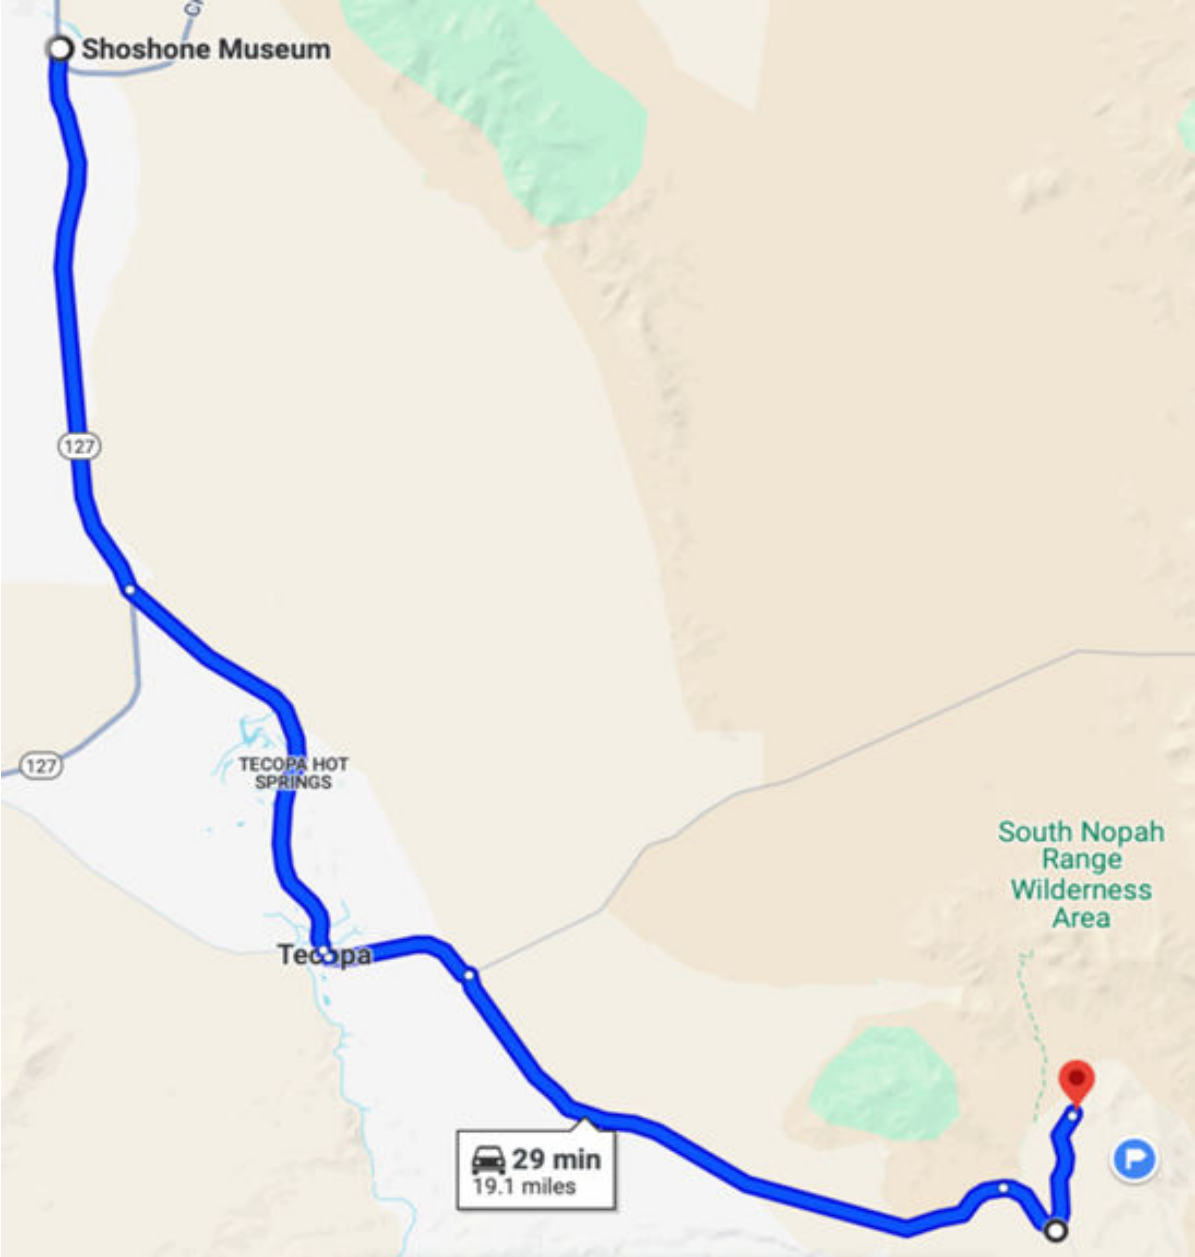 Shoshone Museum
127
127
TECOPA HOT
SPRINGS
South Nopah
Range
Wilderness
Area
Tecopa
29 min
19.1 miles